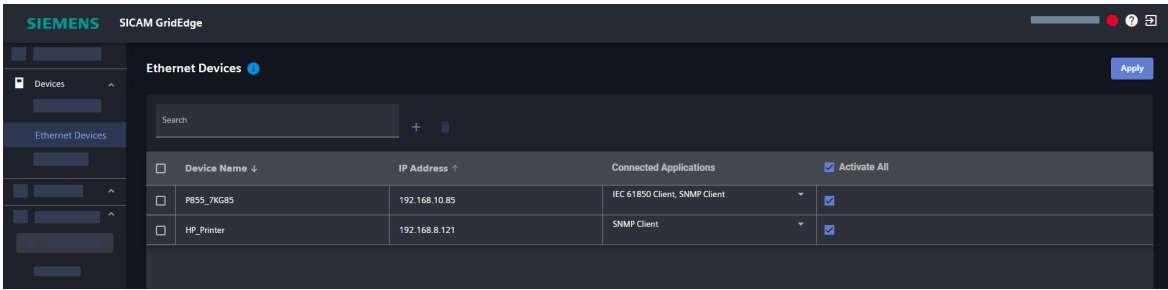 SIEMENS SICAM GridEdge
Devices
Ethernet Devices
Ethernet Devices
Apply
Search
Device Name IP Address Connected Applications Activate All
P855_7KG85 192.168.10.85 IEC 61850 Client, SNMP Client
HP_Printer 192.168.8.121 SNMP Client